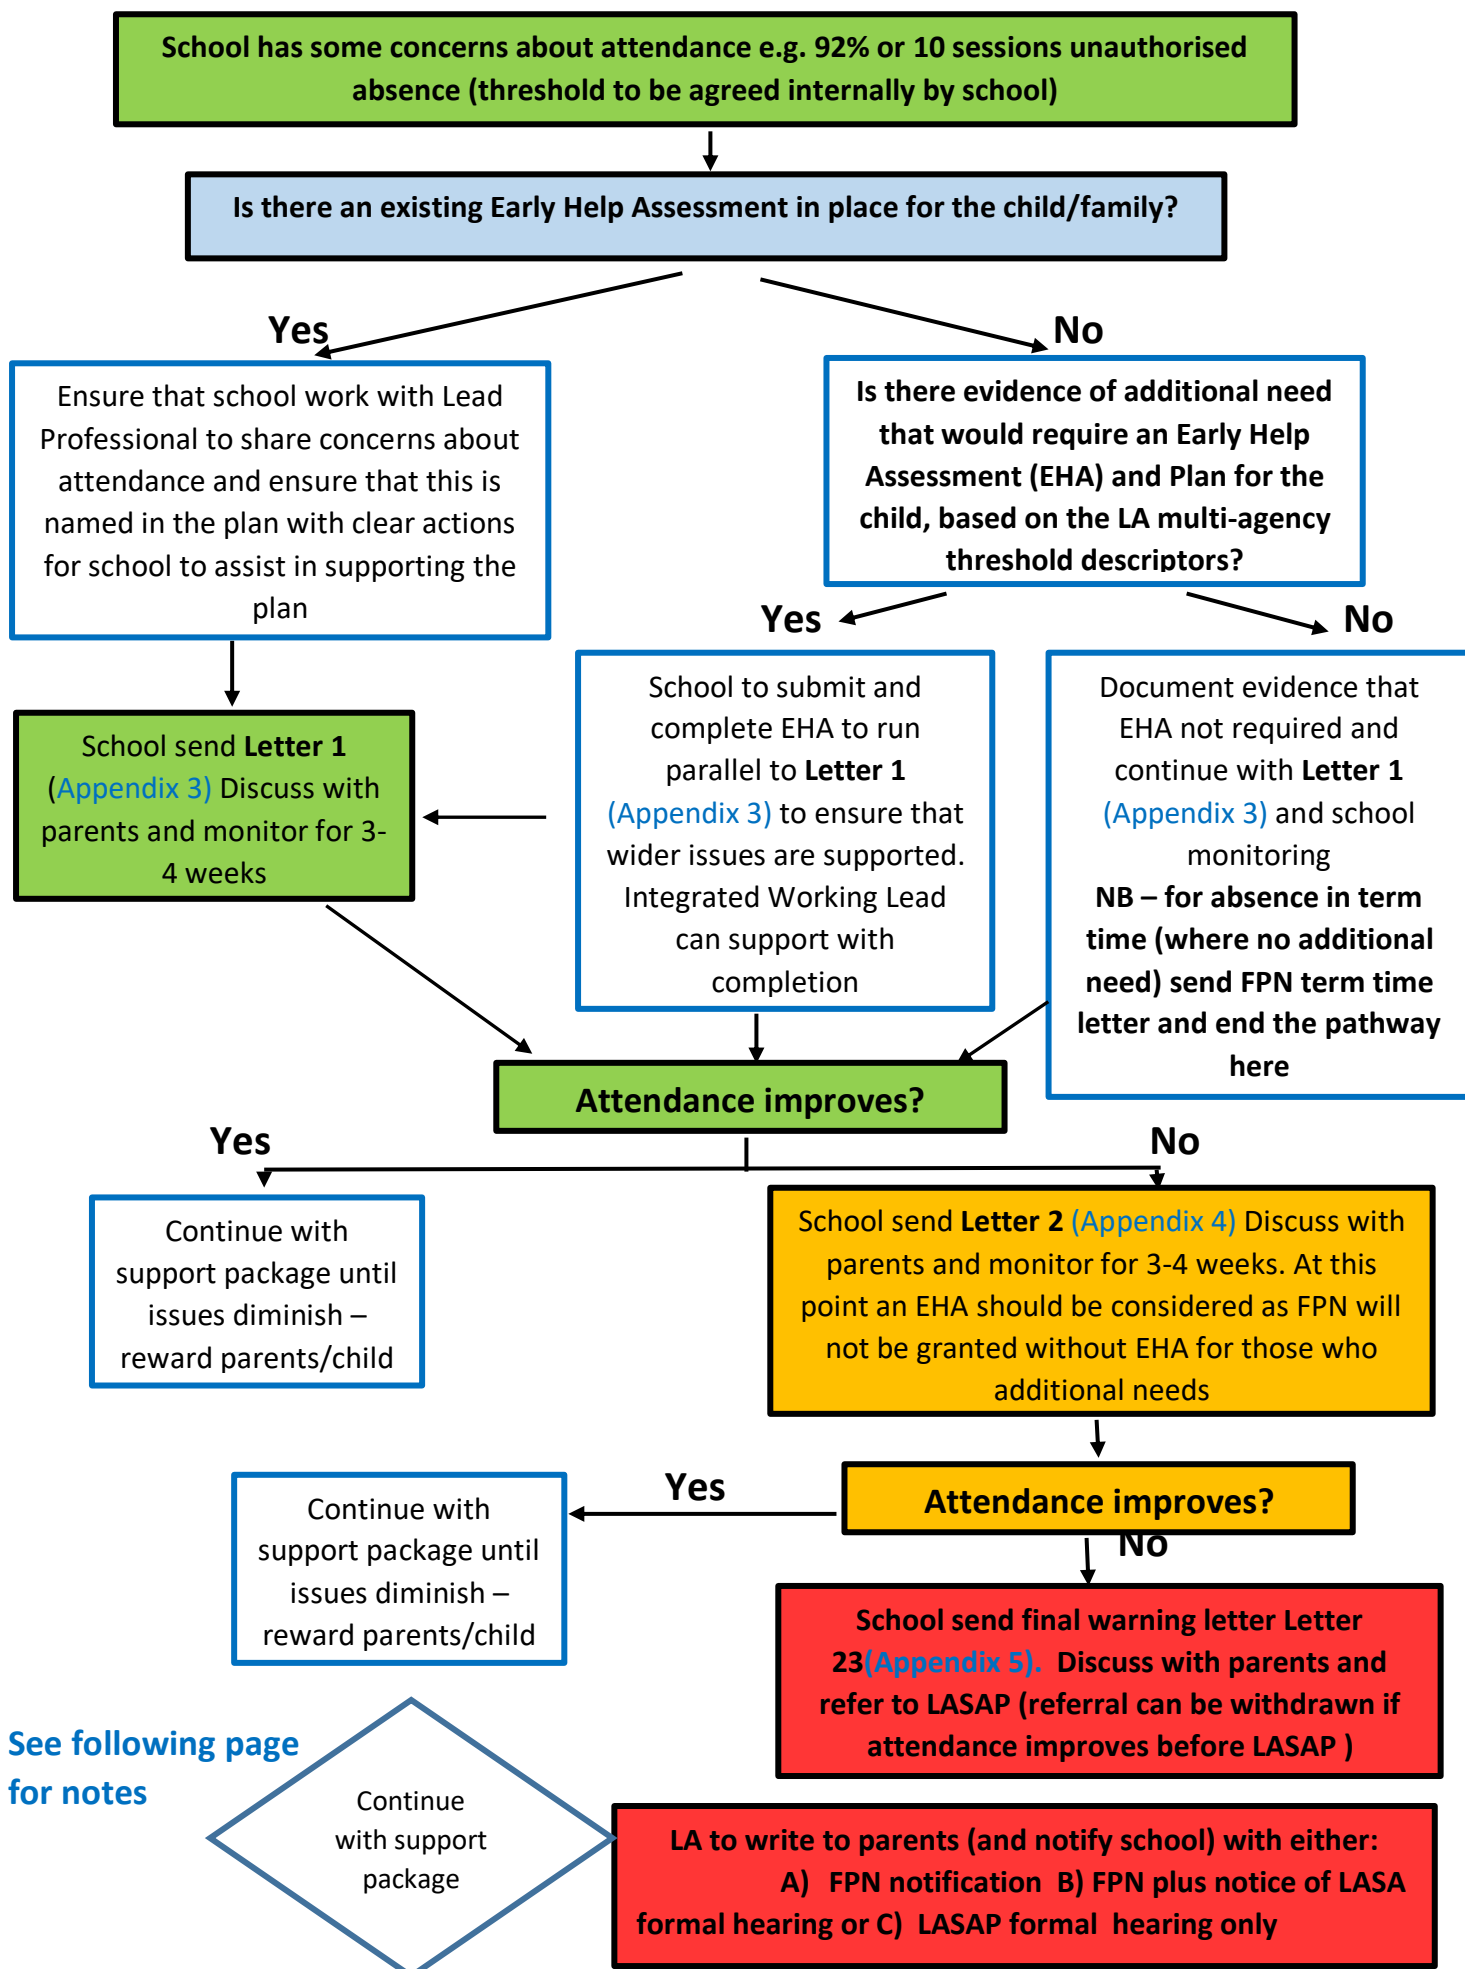 School has some concerns about attendance e.g. 92% or 10 sessions unauthorised
absence (threshold to be agreed internally by school)
Is there an existing Early Help Assessment in place for the child/family?
Yes
No
Ensure that school work with Lead
Professional to share concerns about
attendance and ensure that this is
named in the plan with clear actions
for school to assist in supporting the
plan
Is there evidence of additional need
that would require an Early Help
Assessment (EHA) and Plan for the
child, based on the LA multi-agency
threshold descriptors?
Yes
No
School send Letter 1
(Appendix 3) Discuss with
parents and monitor for 3-
4 weeks
School to submit and
complete EHA to run
parallel to Letter 1
(Appendix 3) to ensure that
wider issues are supported.
Integrated Working Lead
can support with
completion
Document evidence that
EHA not required and
continue with Letter 1
(Appendix 3) and school
monitoring
NB – for absence in term
time (where no additional
need) send FPN term time
letter and end the pathway
here
Attendance improves?
Yes
No
Continue with
support package until
issues diminish –
reward parents/child
School send Letter 2 (Appendix 4) Discuss with
parents and monitor for 3-4 weeks. At this
point an EHA should be considered as FPN will
not be granted without EHA for those who
additional needs
Attendance improves?
Yes
No
Continue with
support package until
issues diminish –
reward parents/child
School send final warning letter Letter
23(Appendix 5). Discuss with parents and
refer to LASAP (referral can be withdrawn if
attendance improves before LASAP )
See following page
for notes
Continue
with support
package
LA to write to parents (and notify school) with either:
A) FPN notification B) FPN plus notice of LASA
formal hearing or C) LASAP formal hearing only